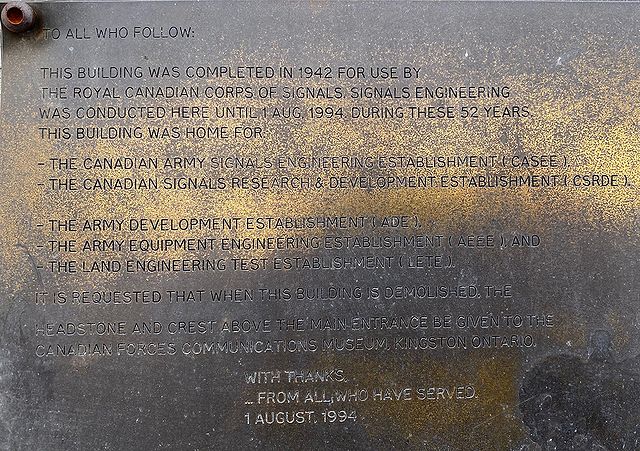 TO ALL WHO FOLLOW:
THIS BUILDING WAS COMPLETED IN 1942 FOR USE BY
THE ROYAL CANADIAN CORPS OF SIGNALS. SIGNALS ENGINEERING
WAS CONDUCTED HERE UNTIL 1 AUG, 1994. DURING THESE 52 YEARS,
THIS BUILDING WAS HOME FOR:
- THE CANADIAN ARMY SIGNALS ENGINEERING ESTABLISHMENT ( CASEE ),
- THE CANADIAN SIGNALS RESEARCH & DEVELOPMENT ESTABLISHMENT ( CSRDE ),
- THE ARMY DEVELOPMENT ESTABLISHMENT ( ADE ),
- THE ARMY EQUIPMENT ENGINEERING ESTABLISHMENT ( AEEE ), AND
- THE LAND ENGINEERING TEST ESTABLISHMENT ( LETE ).
IT IS REQUESTED THAT WHEN THIS BUILDING IS DEMOLISHED, THE
HEADSTONE AND CREST ABOVE THE MAIN ENTRANCE BE GIVEN TO THE
CANADIAN FORCES COMMUNICATIONS MUSEUM, KINGSTON ONTARIO.
WITH THANKS,
... FROM ALL WHO HAVE SERVED.
1 AUGUST, 1994